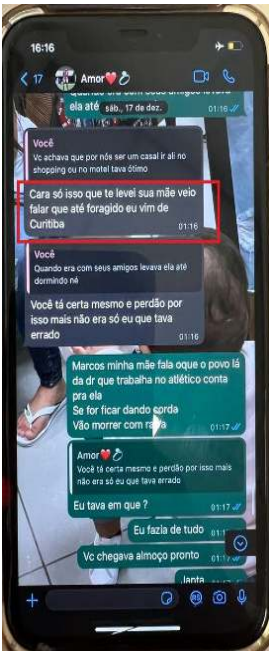 16:16
17
Amor❤️💍
ela até
sáb., 17 de dez.
01:16
Você
Vc achava que por nós ser um casal ir ali no
shopping ou no motel tava ótimo
Cara só isso que te levei sua mãe veio
falar que até foragido eu vim de
Curitiba
01:16
Você
Quando era com seus amigos levava ela até
dormindo né
Você tá certa mesmo e perdão por
isso mais não era só eu que tava
errado
01:16
Marcos minha mãe fala oque o povo lá
da dr que trabalha no atlético conta
pra ela
Se for ficar dando corda
Vão morrer com raiva
01:17
Amor❤️💍
Você tá certa mesmo e perdão por isso mais
não era só eu que tava errado
Eu tava em que ?
01:17
Eu fazia de tudo
Vc chegava almoço pronto
Janta